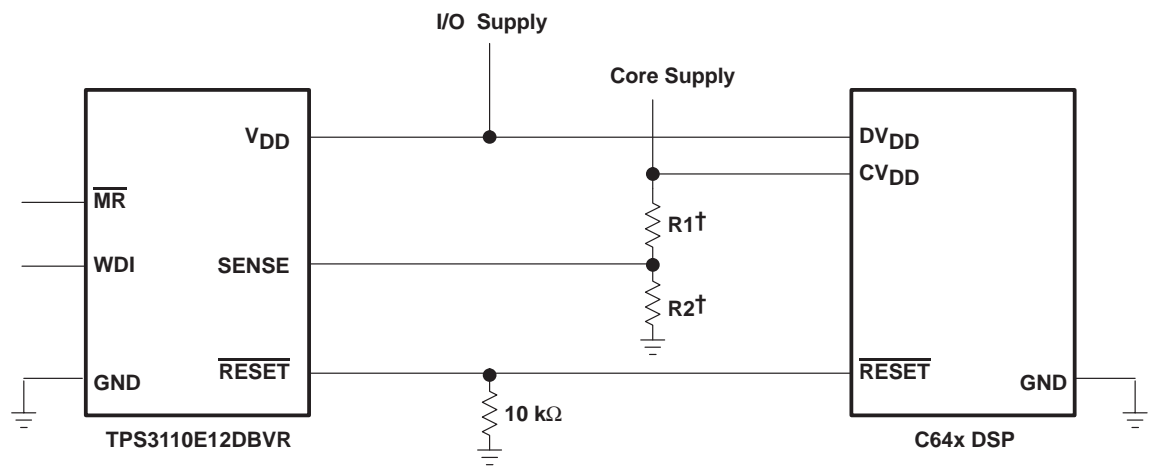 I/O Supply
Core Supply
VDD
DVDD
CVDD
MR
R1†
WDI
SENSE
R2†
GND
RESET
RESET
GND
10 kΩ
TPS3110E12DBVR
C64x DSP